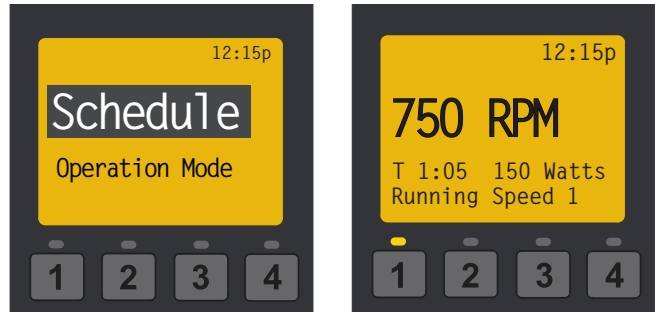 12:15p
Schedule
Operation Mode
1 2 3 4
12:15p
750 RPM
T 1:05 150 Watts
Running Speed 1
1 2 3 4